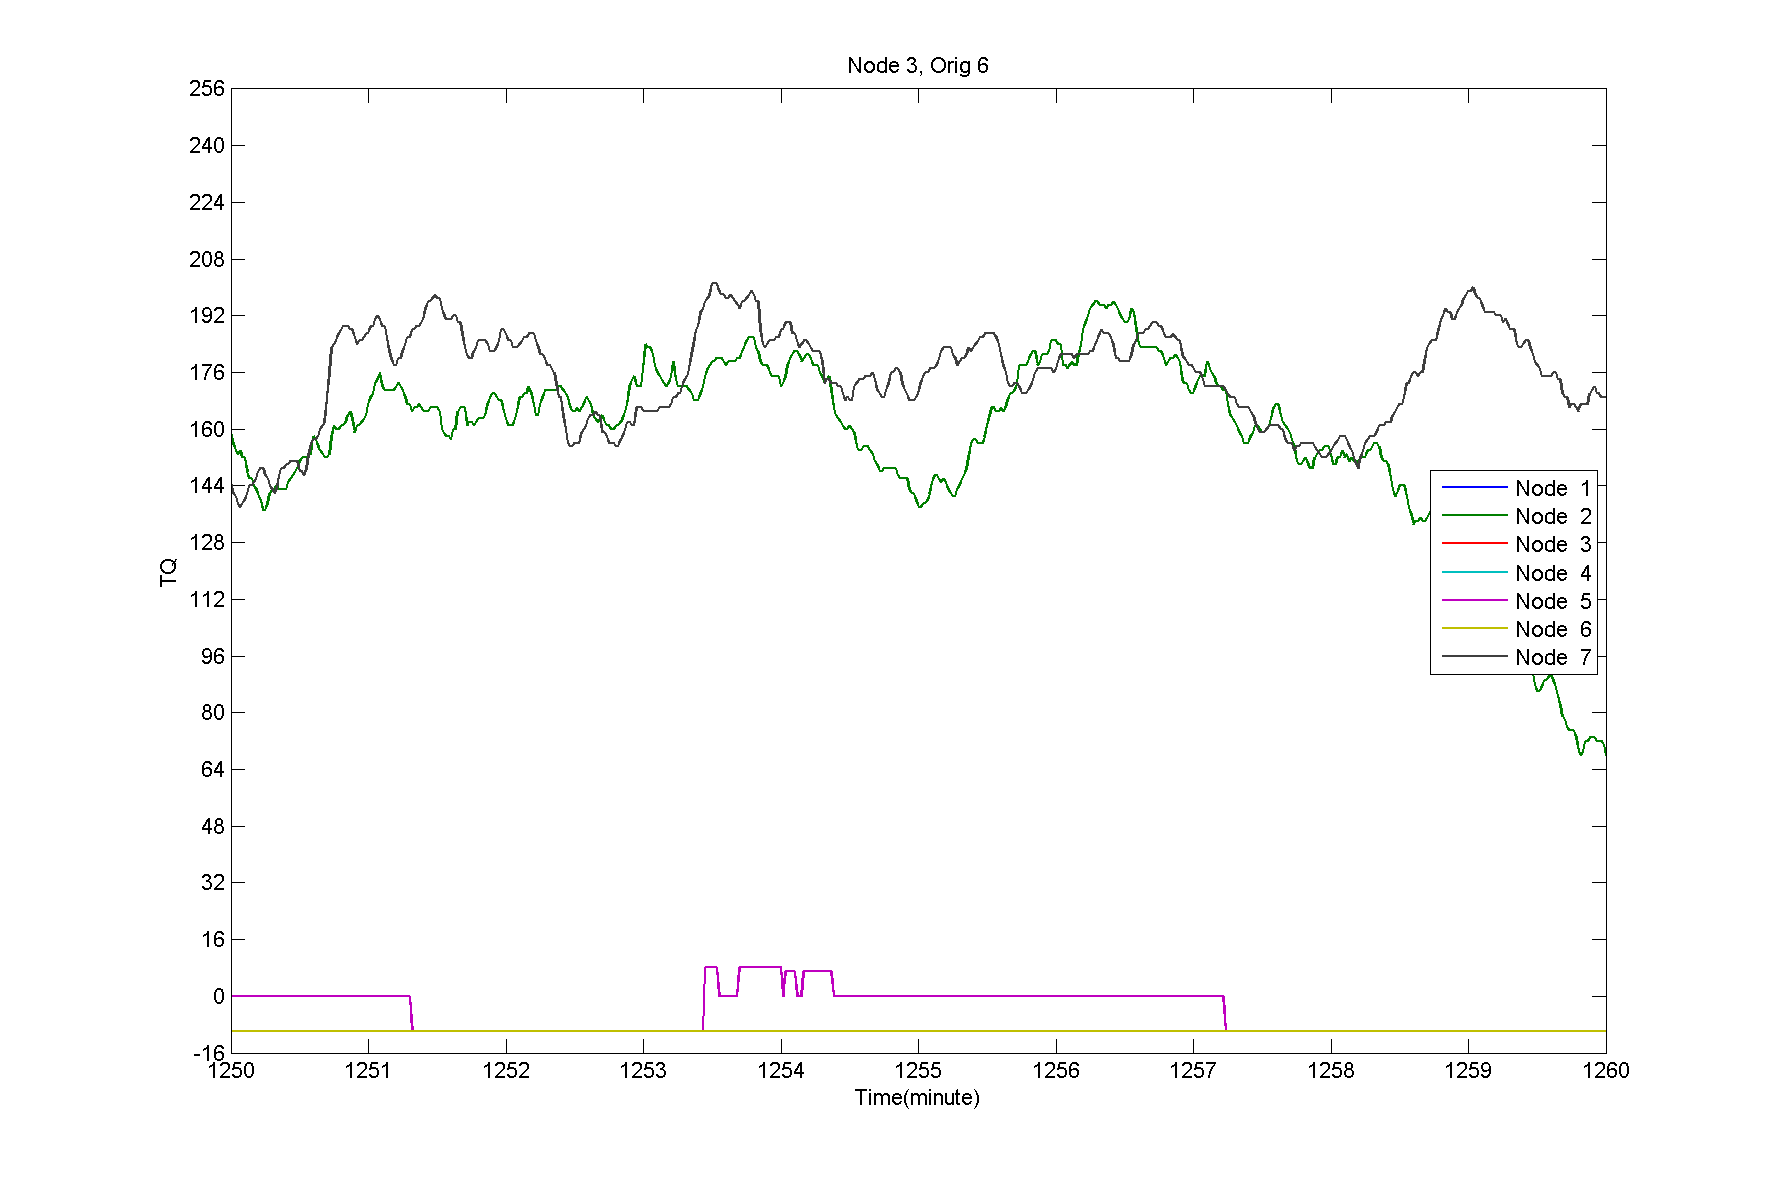 Node 3, Orig 6
256
240
224
208
192
176
160
144
128
112
96
80
64
48
32
16
0
-16
TQ
Node 1
Node 2
Node 3
Node 4
Node 5
Node 6
Node 7
1250 1251 1252 1253 1254 1255 1256 1257 1258 1259 1260
Time(minute)